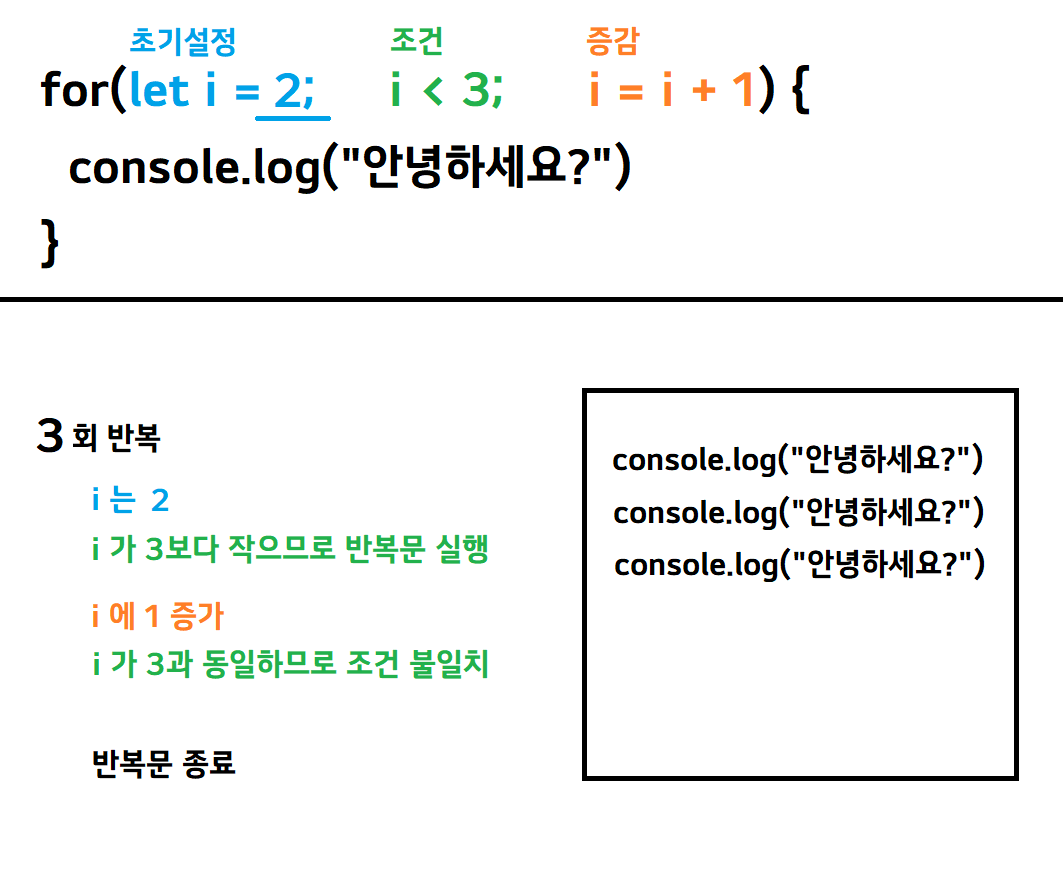 초기설정 조건 증감
for(let i = 2; i < 3; i = i + 1) {
console.log("안녕하세요?")
}
3 회 반복
i 는 2
i 가 3보다 작으므로 반복문 실행
i 에 1 증가
i 가 3과 동일하므로 조건 불일치
반복문 종료
console.log("안녕하세요?")
console.log("안녕하세요?")
console.log("안녕하세요?")